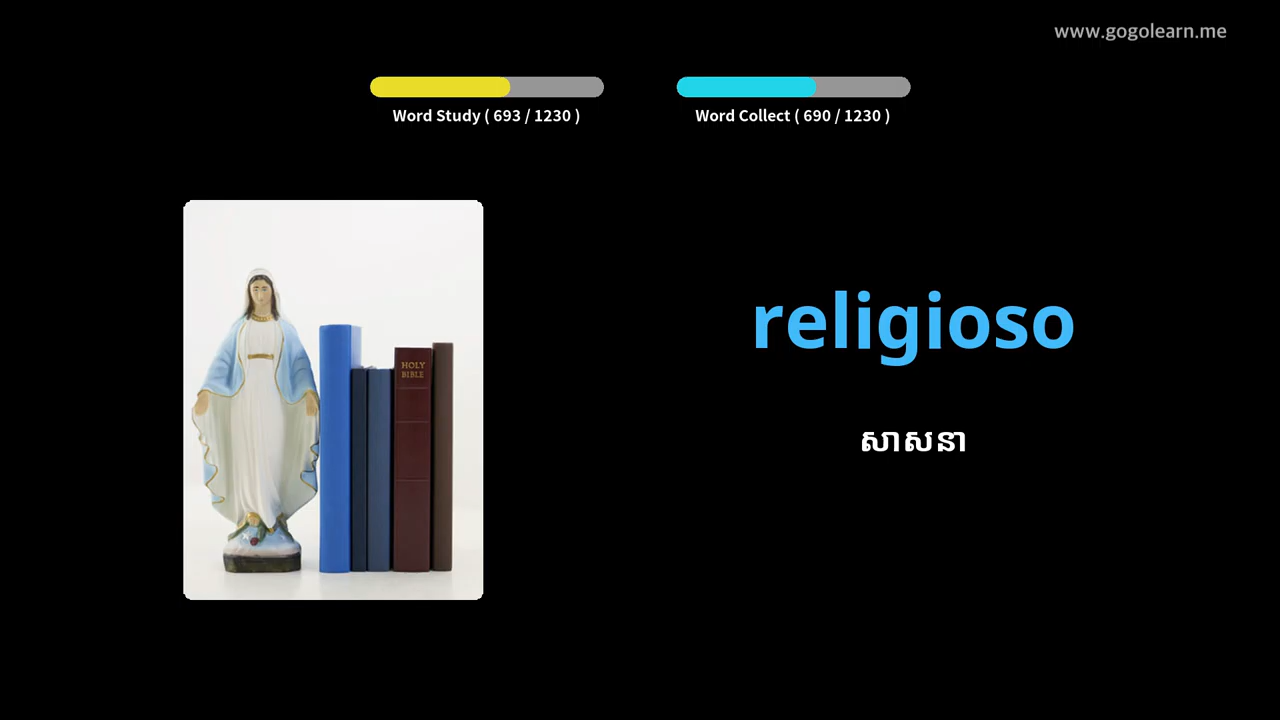 www.gogolearn.me
Word Study ( 693 / 1230 )
Word Collect ( 690 / 1230 )
HOLY
BIBLE
religioso
សាសនា